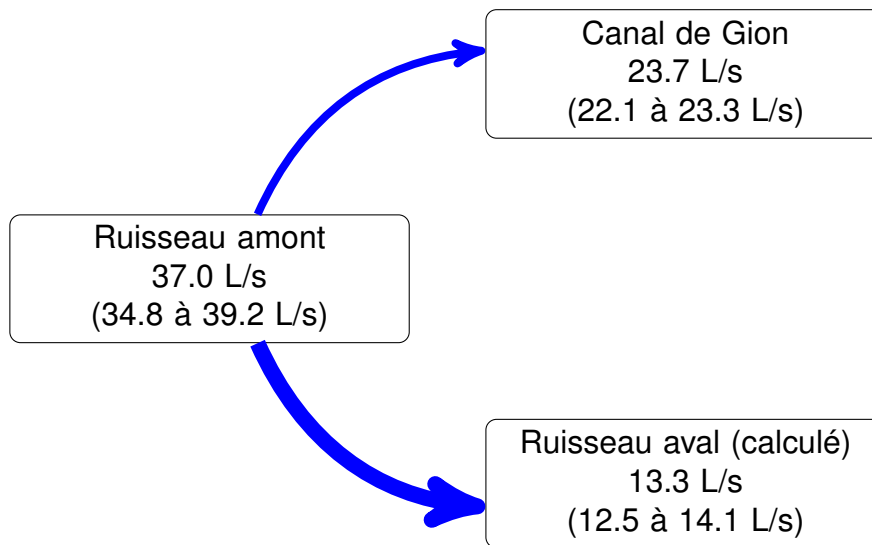 Canal de Gion
23.7 L/s
(22.1 à 23.3 L/s)
Ruisseau amont
37.0 L/s
(34.8 à 39.2 L/s)
Ruisseau aval (calculé)
13.3 L/s
(12.5 à 14.1 L/s)